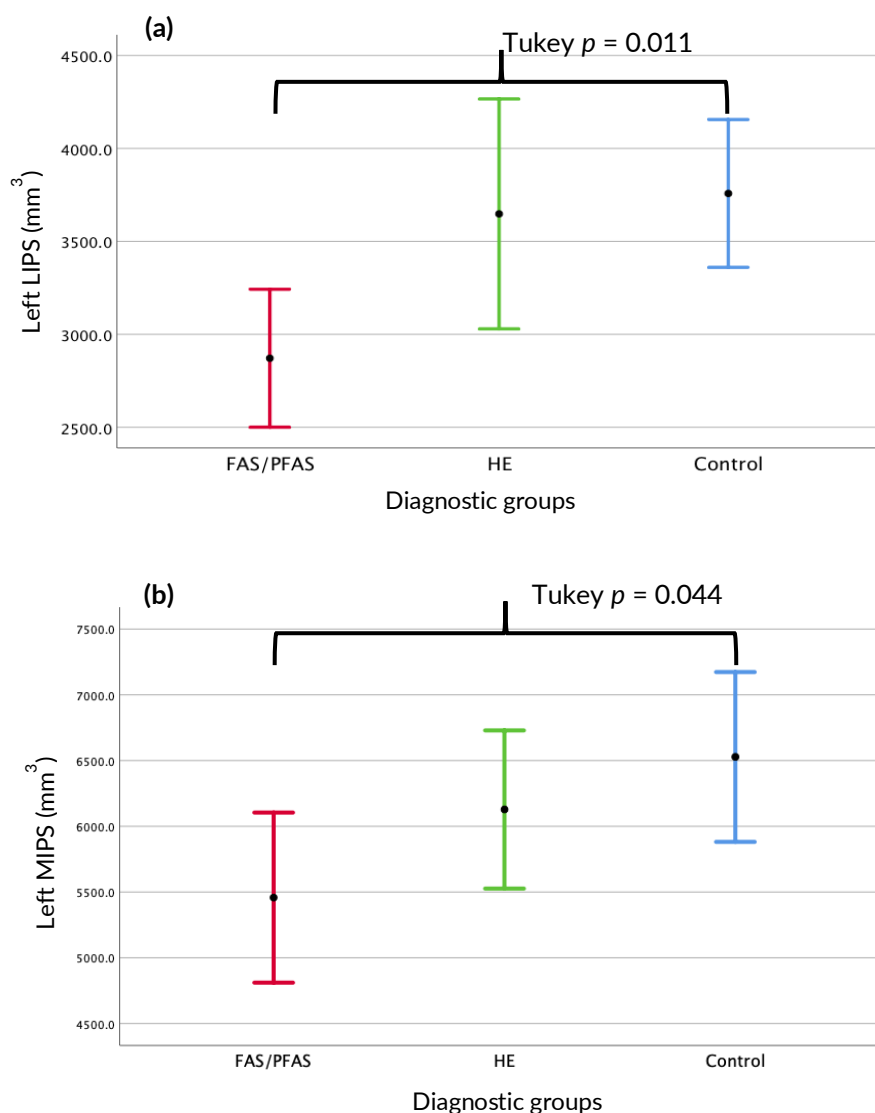 (a)
Tukey p = 0.011
Left LIPS (mm³)
4500.0
4000.0
3500.0
3000.0
2500.0
FAS/PFAS HE Control
Diagnostic groups
(b)
Tukey p = 0.044
Left MIPS (mm³)
7500.0
7000.0
6500.0
6000.0
5500.0
5000.0
4500.0
FAS/PFAS HE Control
Diagnostic groups